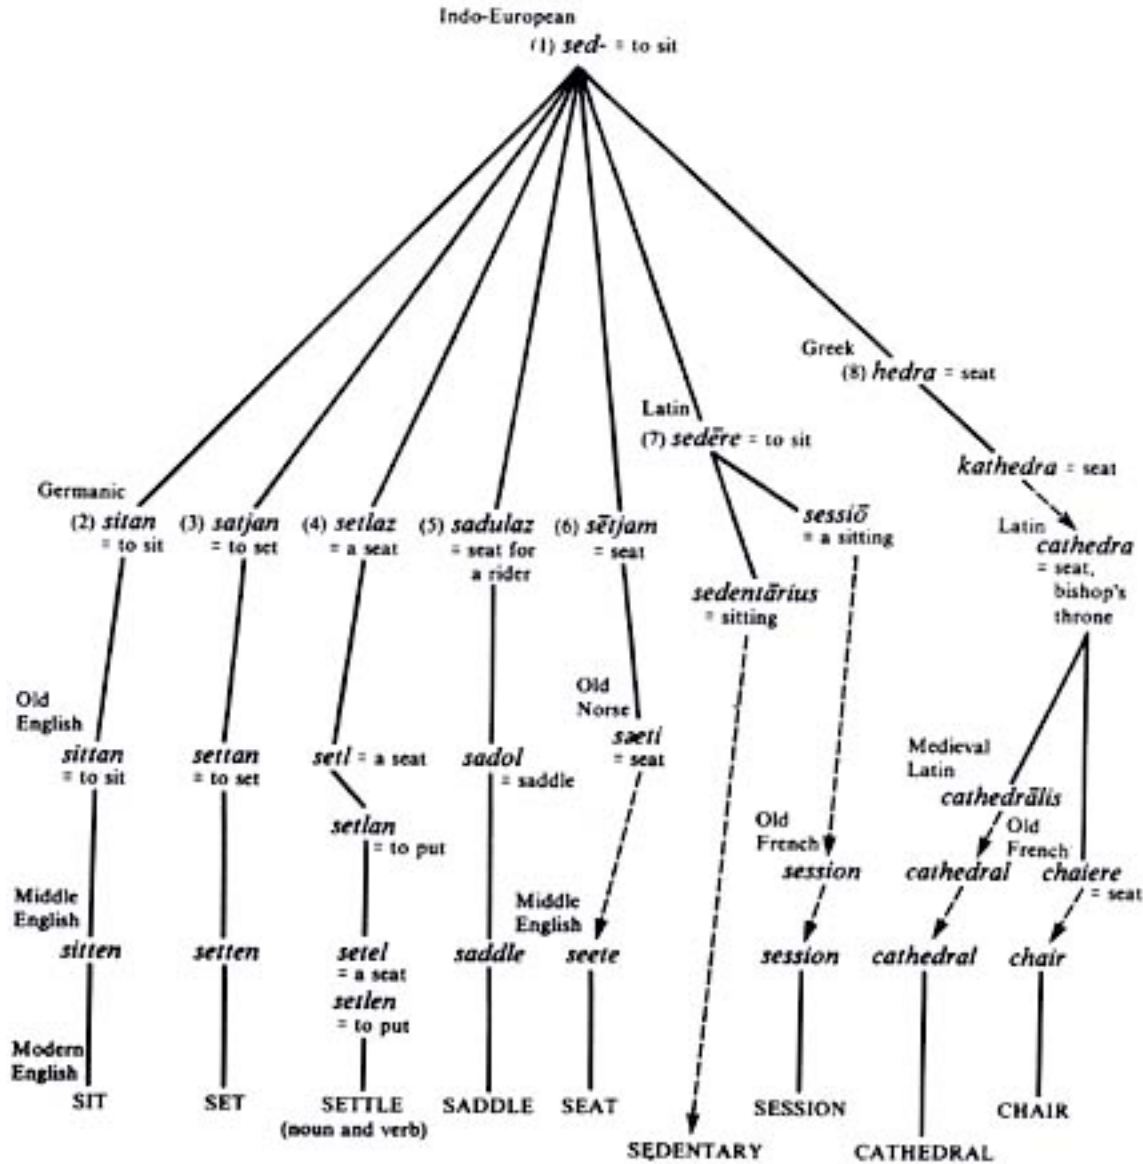 Indo-European
(1) sed- = to sit
Greek
(8) hedra = seat
Latin
(7) sedēre = to sit
kathedra = seat
Germanic
(2) sitan
= to sit
(3) satjan
= to set
(4) setlaz
= a seat
(5) sadulaz
= seat for
a rider
(6) sētjam
= seat
sessiō
= a sitting
Latin
cathedra
= seat,
bishop's
throne
sedentārius
= sitting
Old
English
sittan
= to sit
settan
= to set
setl = a seat
setlan
= to put
sadol
= saddle
Old
Norse
sæti
= seat
Medieval
Latin
cathedrālis
Old
French
session
cathedral
Old
French
chaiere
= seat
Middle
English
sitten
setten
setel
= a seat
setlen
= to put
saddle
Middle
English
seete
session
cathedral
chair
Modern
English
SIT
SET
SETTLE
(noun and verb)
SADDLE
SEAT
SEDENTARY
SESSION
CATHEDRAL
CHAIR